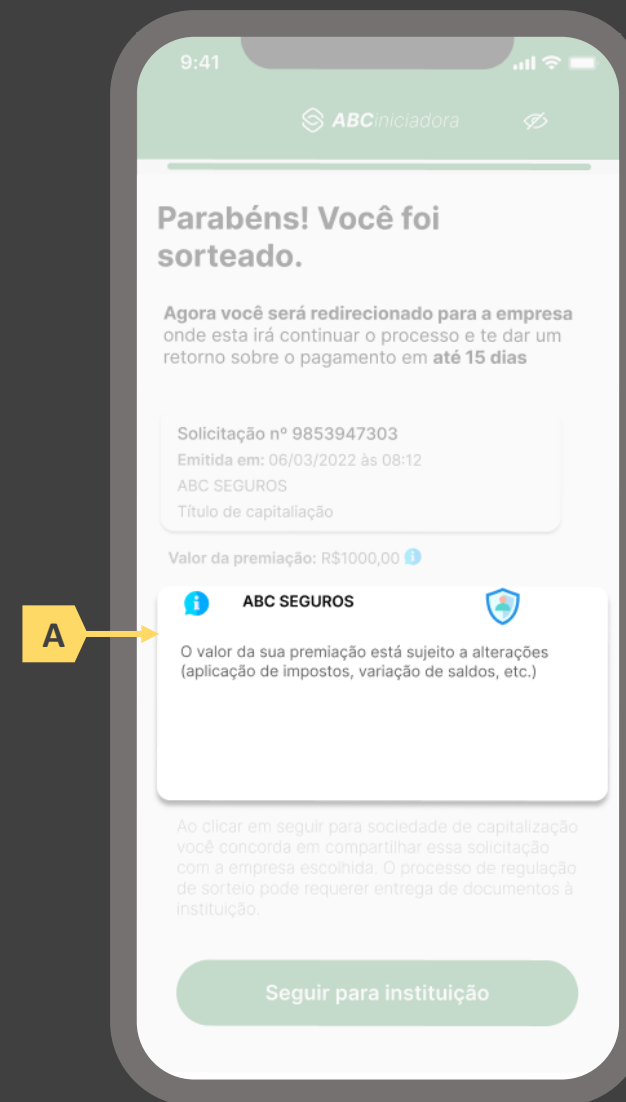 9:41
ABCiniciadora
Parabéns! Você foi
sorteado.
Agora você será redirecionado para a empresa
onde esta irá continuar o processo e te dar um
retorno sobre o pagamento em até 15 dias
Solicitação nº 9853947303
Emitida em: 06/03/2022 às 08:12
ABC SEGUROS
Título de capitaliação
Valor da premiação: R$1000,00
ABC SEGUROS
A
O valor da sua premiação está sujeito a alterações
(aplicação de impostos, variação de saldos, etc.)
Ao clicar em seguir para sociedade de capitalização
você concorda em compartilhar essa solicitação
com a empresa escolhida. O processo de regulação
de sorteio pode requerer entrega de documentos à
instituição.
Seguir para instituição